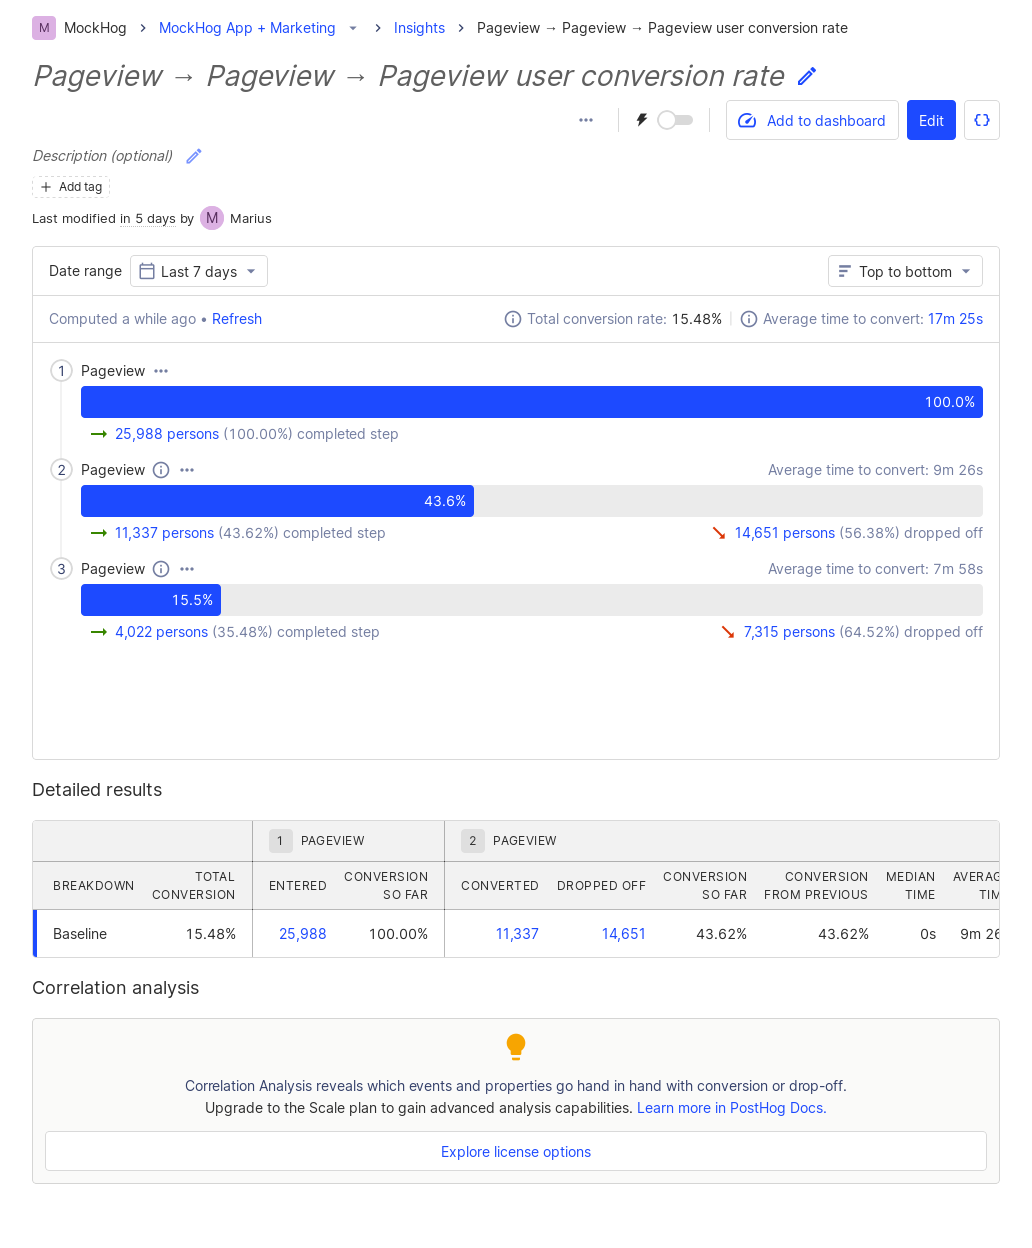 M MockHog MockHog App + Marketing Insights Pageview → Pageview → Pageview user conversion rate
Pageview → Pageview → Pageview user conversion rate
Add to dashboard Edit
Description (optional)
Add tag
Last modified in 5 days by M Marius
Date range Last 7 days Top to bottom
Computed a while ago • Refresh Total conversion rate: 15.48% Average time to convert: 17m 25s
1 Pageview
100.0%
25,988 persons (100.00%) completed step
2 Pageview Average time to convert: 9m 26s
43.6%
11,337 persons (43.62%) completed step 14,651 persons (56.38%) dropped off
3 Pageview Average time to convert: 7m 58s
15.5%
4,022 persons (35.48%) completed step 7,315 persons (64.52%) dropped off
Detailed results
1 PAGEVIEW 2 PAGEVIEW
BREAKDOWN TOTAL CONVERSION ENTERED CONVERSION SO FAR CONVERTED DROPPED OFF CONVERSION SO FAR CONVERSION FROM PREVIOUS MEDIAN TIME
Baseline 15.48% 25,988 100.00% 11,337 14,651 43.62% 43.62% 0s 9m 26
Correlation analysis
Correlation Analysis reveals which events and properties go hand in hand with conversion or drop-off.
Upgrade to the Scale plan to gain advanced analysis capabilities. Learn more in PostHog Docs.
Explore license options